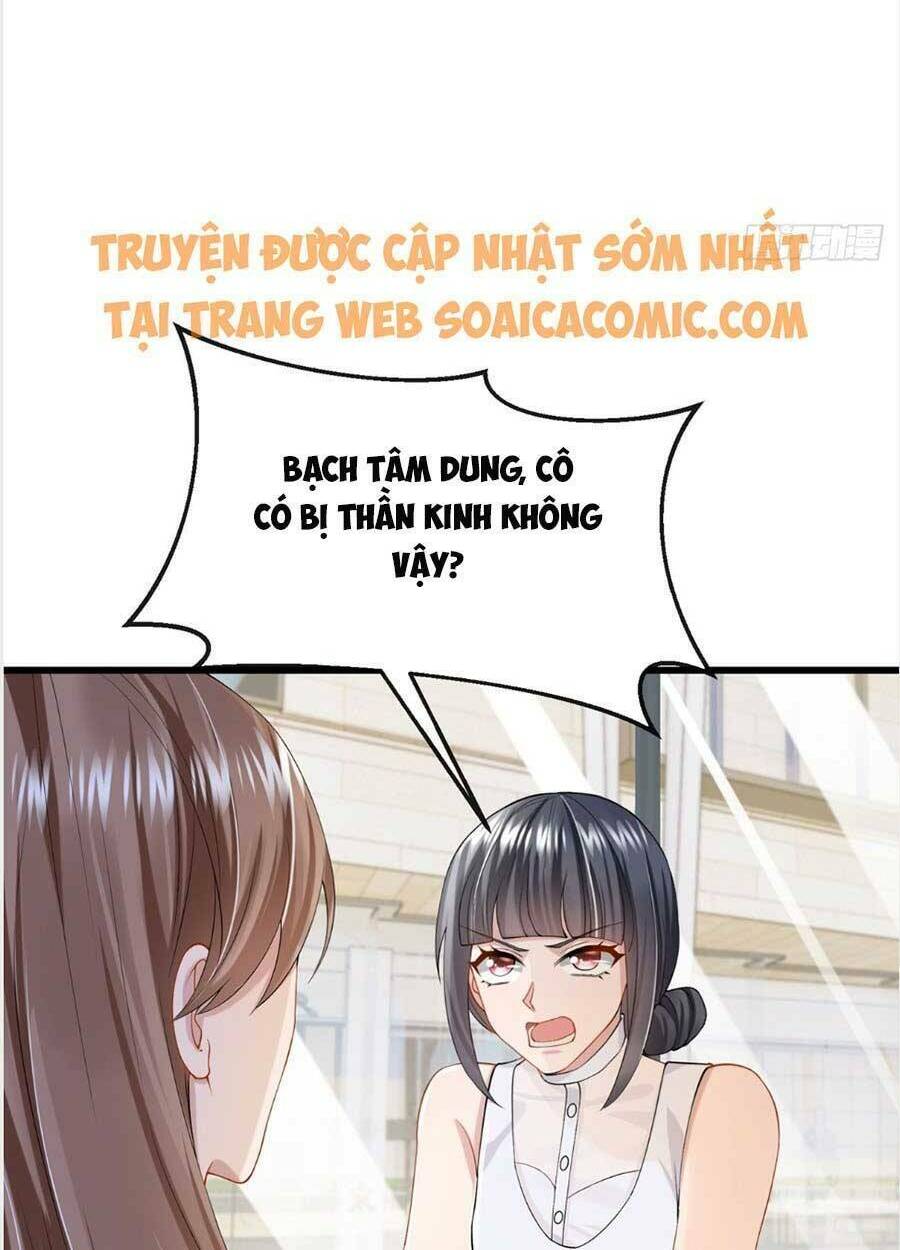 TRUYỆN ĐƯỢC CẬP NHẬT SỚM NHẤT
TẠI TRANG WEB SOAICACOMIC.COM
BẠCH TÂM DUNG, CÔ
CÓ BỊ THẦN KINH KHÔNG
VẬY?